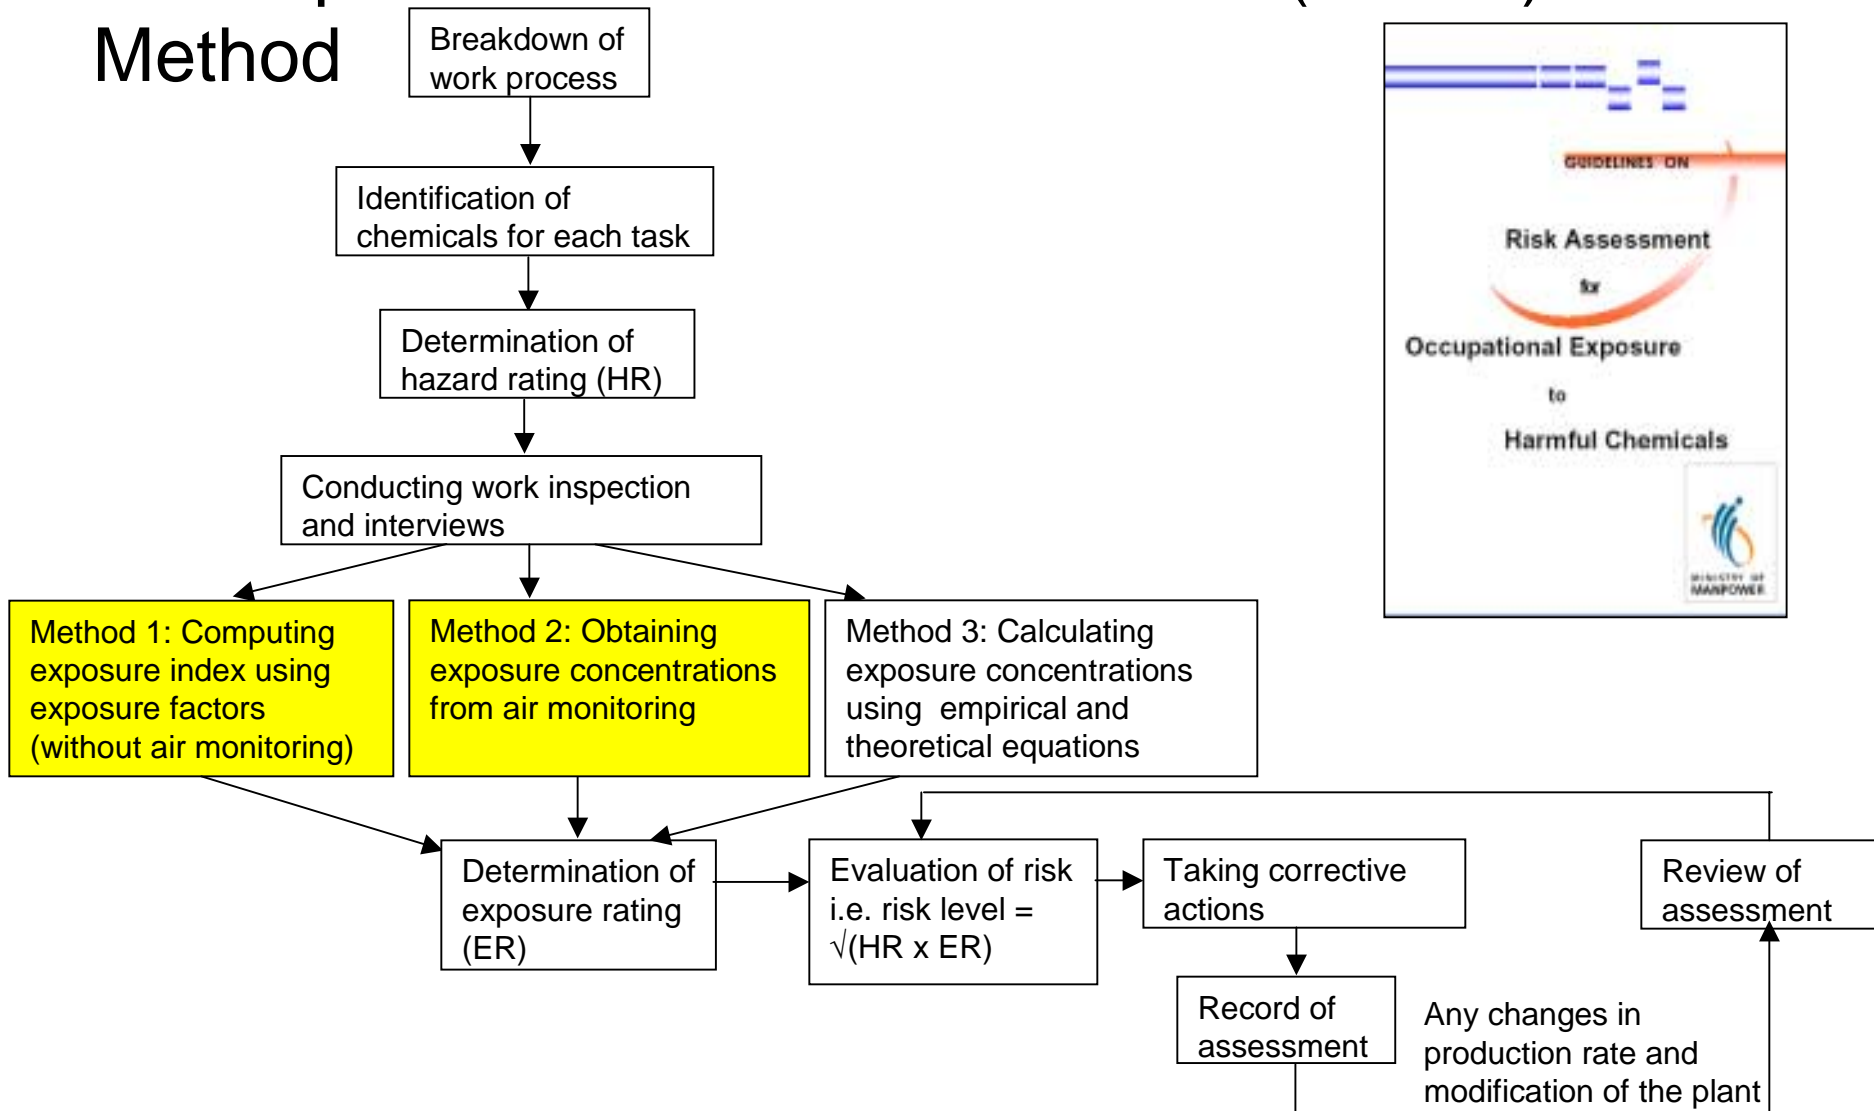 Method
Breakdown of
work process
Identification of
chemicals for each task
Determination of
hazard rating (HR)
Conducting work inspection
and interviews
Method 1: Computing
exposure index using
exposure factors
(without air monitoring)
Method 2: Obtaining
exposure concentrations
from air monitoring
Method 3: Calculating
exposure concentrations
using empirical and
theoretical equations
Determination of
exposure rating
(ER)
Evaluation of risk
i.e. risk level =
√(HR x ER)
Taking corrective
actions
Record of
assessment
Any changes in
production rate and
modification of the plant
Review of
assessment
GUIDELINES ON
Risk Assessment
for
Occupational Exposure
to
Harmful Chemicals
MINISTRY OF
MANPOWER